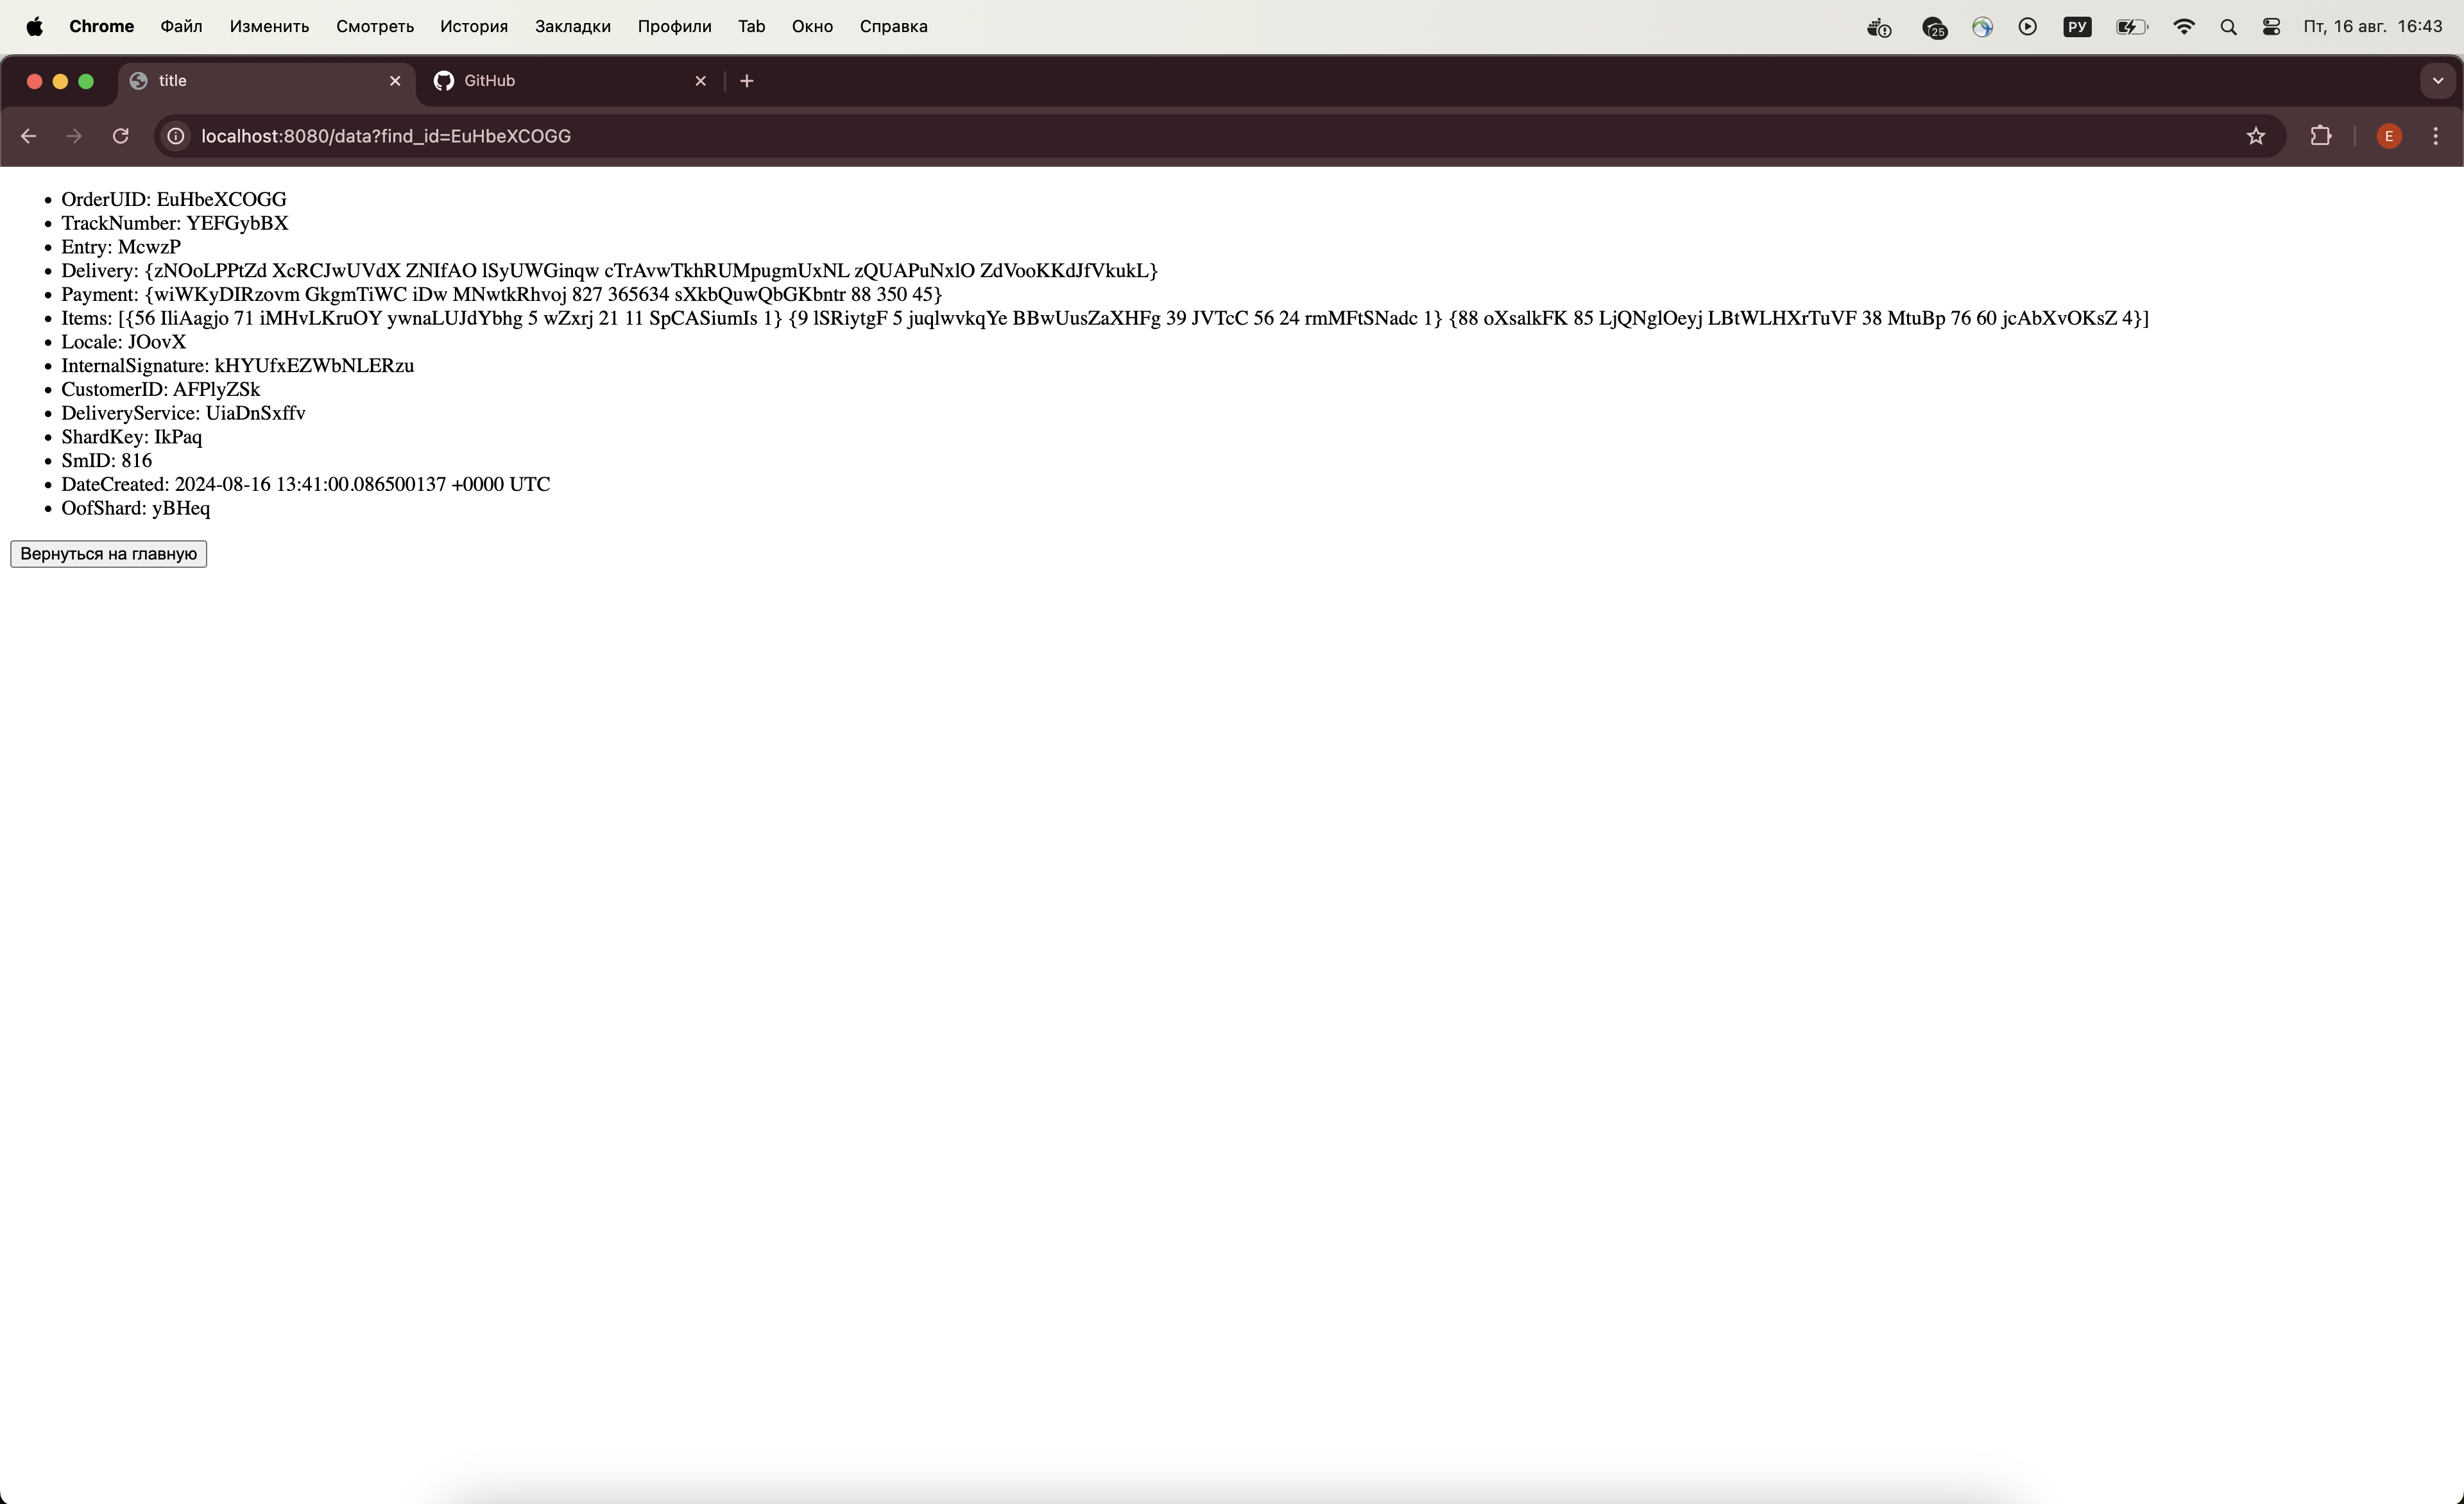 Chrome Файл Изменить Смотреть История Закладки Профили Tab Окно Справка 25 РУ Пт, 16 авг. 16:43
title GitHub
localhost:8080/data?find_id=EuHbeXCOGG E
OrderUID: EuHbeXCOGG
TrackNumber: YEFGybBX
Entry: McwzP
Delivery: {zNOoLPPtZd XcRCJwUVdX ZNIfAO lSyUWGinqw cTrAvwTkhRUMpugmUxNL zQUAPuNxlO ZdVooKKdJfVkukL}
Payment: {wiWKyDIRzovm GkgmTiWC iDw MNwtkRhvoj 827 365634 sXkbQuwQbGKbntr 88 350 45}
Items: [{56 IliAagjo 71 iMHvLKruOY ywnaLUJdYbhg 5 wZxrj 21 11 SpCASiumIs 1} {9 lSRiytgF 5 juqlwvkqYe BBwUusZaXHFg 39 JVTcC 56 24 rmMFtSNadc 1} {88 oXsalkFK 85 LjQNglOeyj LBtWLHXrTuVF 38 MtuBp 76 60 jcAbXvOKsZ 4}]
Locale: JOovX
InternalSignature: kHYUfxEZWbNLERzu
CustomerID: AFPlyZSk
DeliveryService: UiaDnSxffv
ShardKey: IkPaq
SmID: 816
DateCreated: 2024-08-16 13:41:00.086500137 +0000 UTC
OofShard: yBHeq
Вернуться на главную